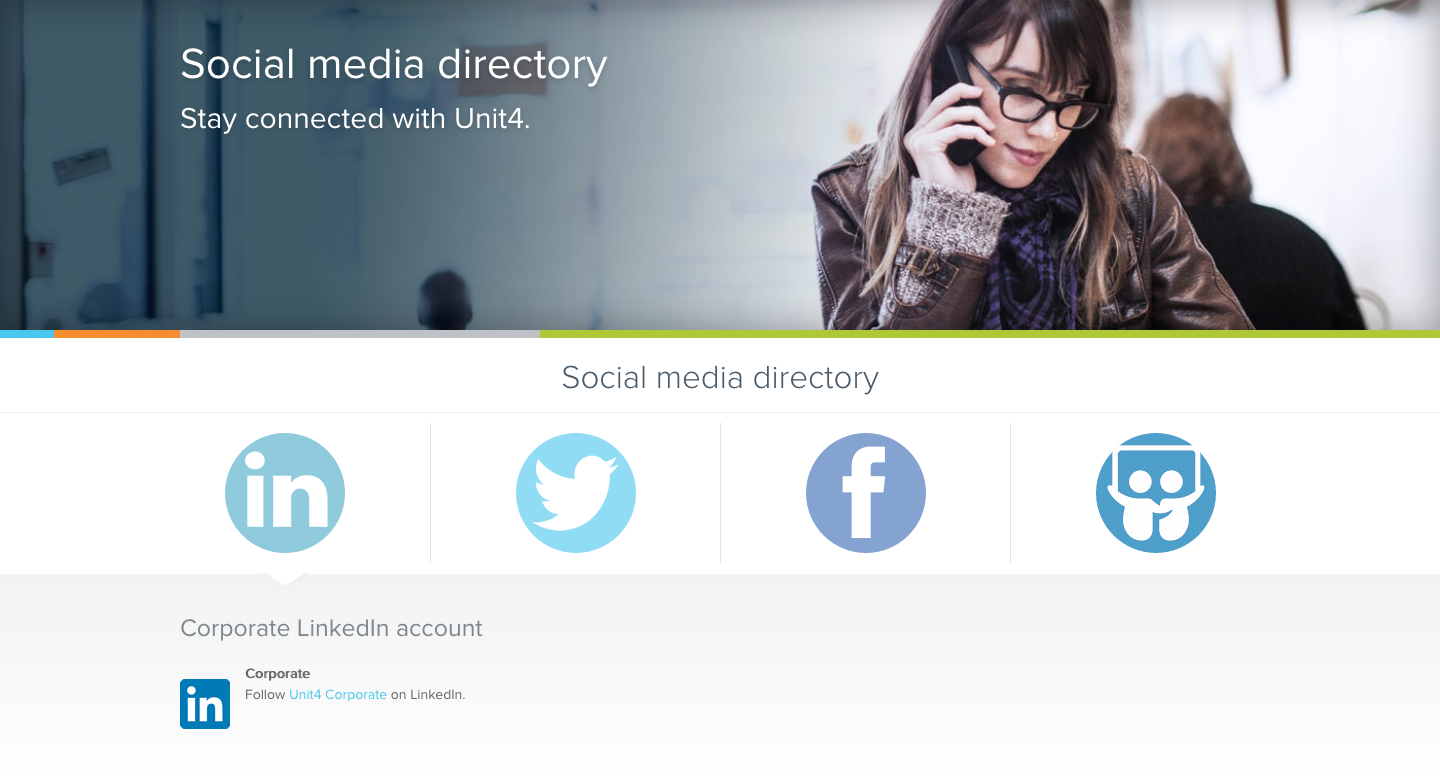 Social media directory
Stay connected with Unit4.
Social media directory
in
f
Corporate LinkedIn account
in
Corporate
Follow Unit4 Corporate on LinkedIn.